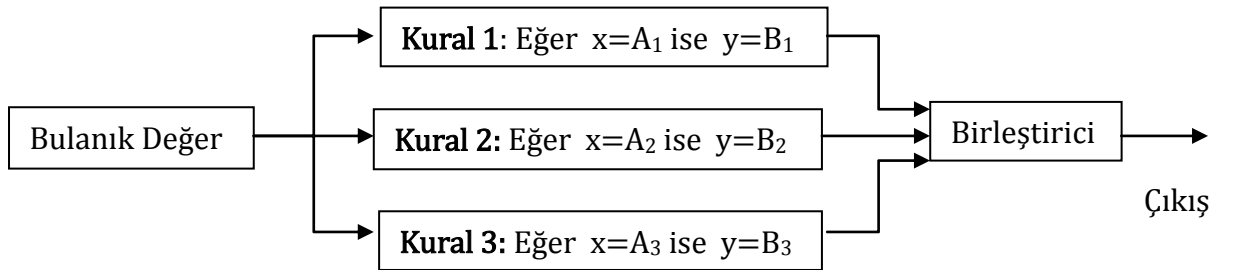 Kural 1: Eğer x=A₁ ise y=B₁
Bulanık Değer
Kural 2: Eğer x=A₂ ise y=B₂
Birleştirici
Çıkış
Kural 3: Eğer x=A₃ ise y=B₃